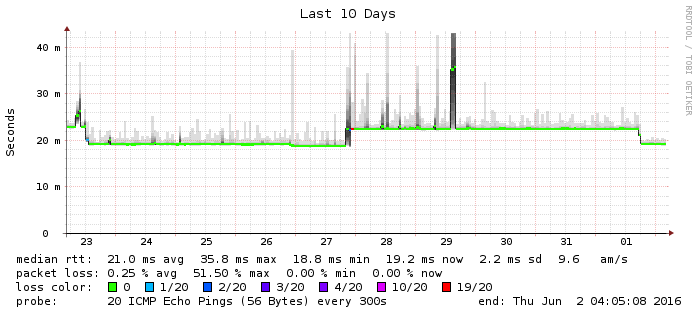 Last 10 Days
RRDTOOL / TOBI OETIKER
Seconds
40 m
30 m
20 m
10 m
0
23 24 25 26 27 28 29 30 31 01
median rtt: 21.0 ms avg 35.8 ms max 18.8 ms min 19.2 ms now 2.2 ms sd 9.6 am/s
packet loss: 0.25 % avg 51.50 % max 0.00 % min 0.00 % now
loss color: 0 1/20 2/20 3/20 4/20 10/20 19/20
probe: 20 ICMP Echo Pings (56 Bytes) every 300s end: Thu Jun 2 04:05:08 2016